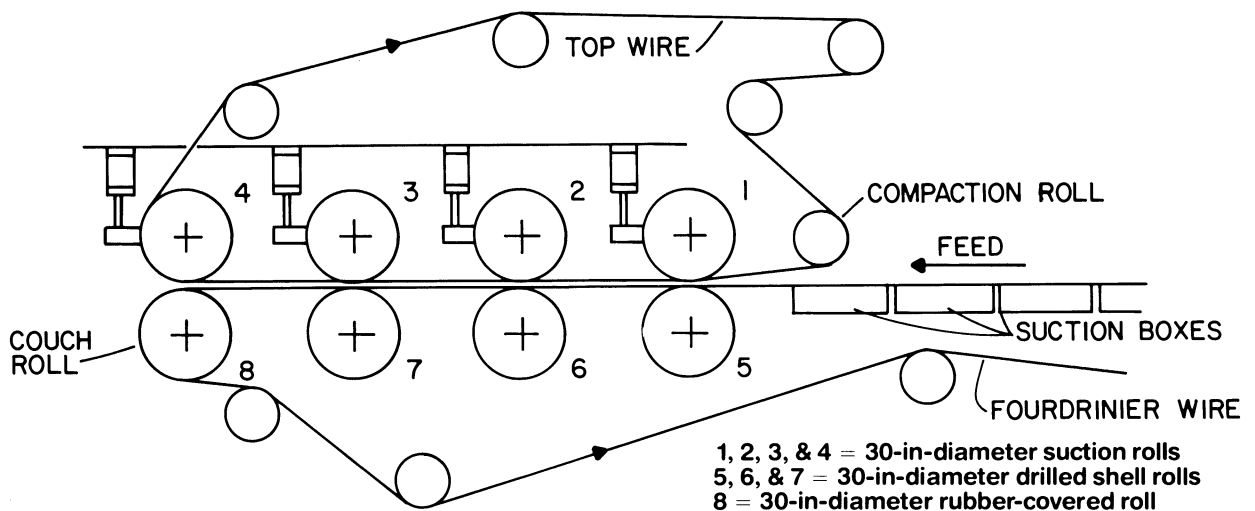 TOP WIRE
4
3
2
1
COMPACTION ROLL
FEED
SUCTION BOXES
COUCH
ROLL
8
7
6
5
FOURDRINIER WIRE
1, 2, 3, & 4 = 30-in-diameter suction rolls
5, 6, & 7 = 30-in-diameter drilled shell rolls
8 = 30-in-diameter rubber-covered roll